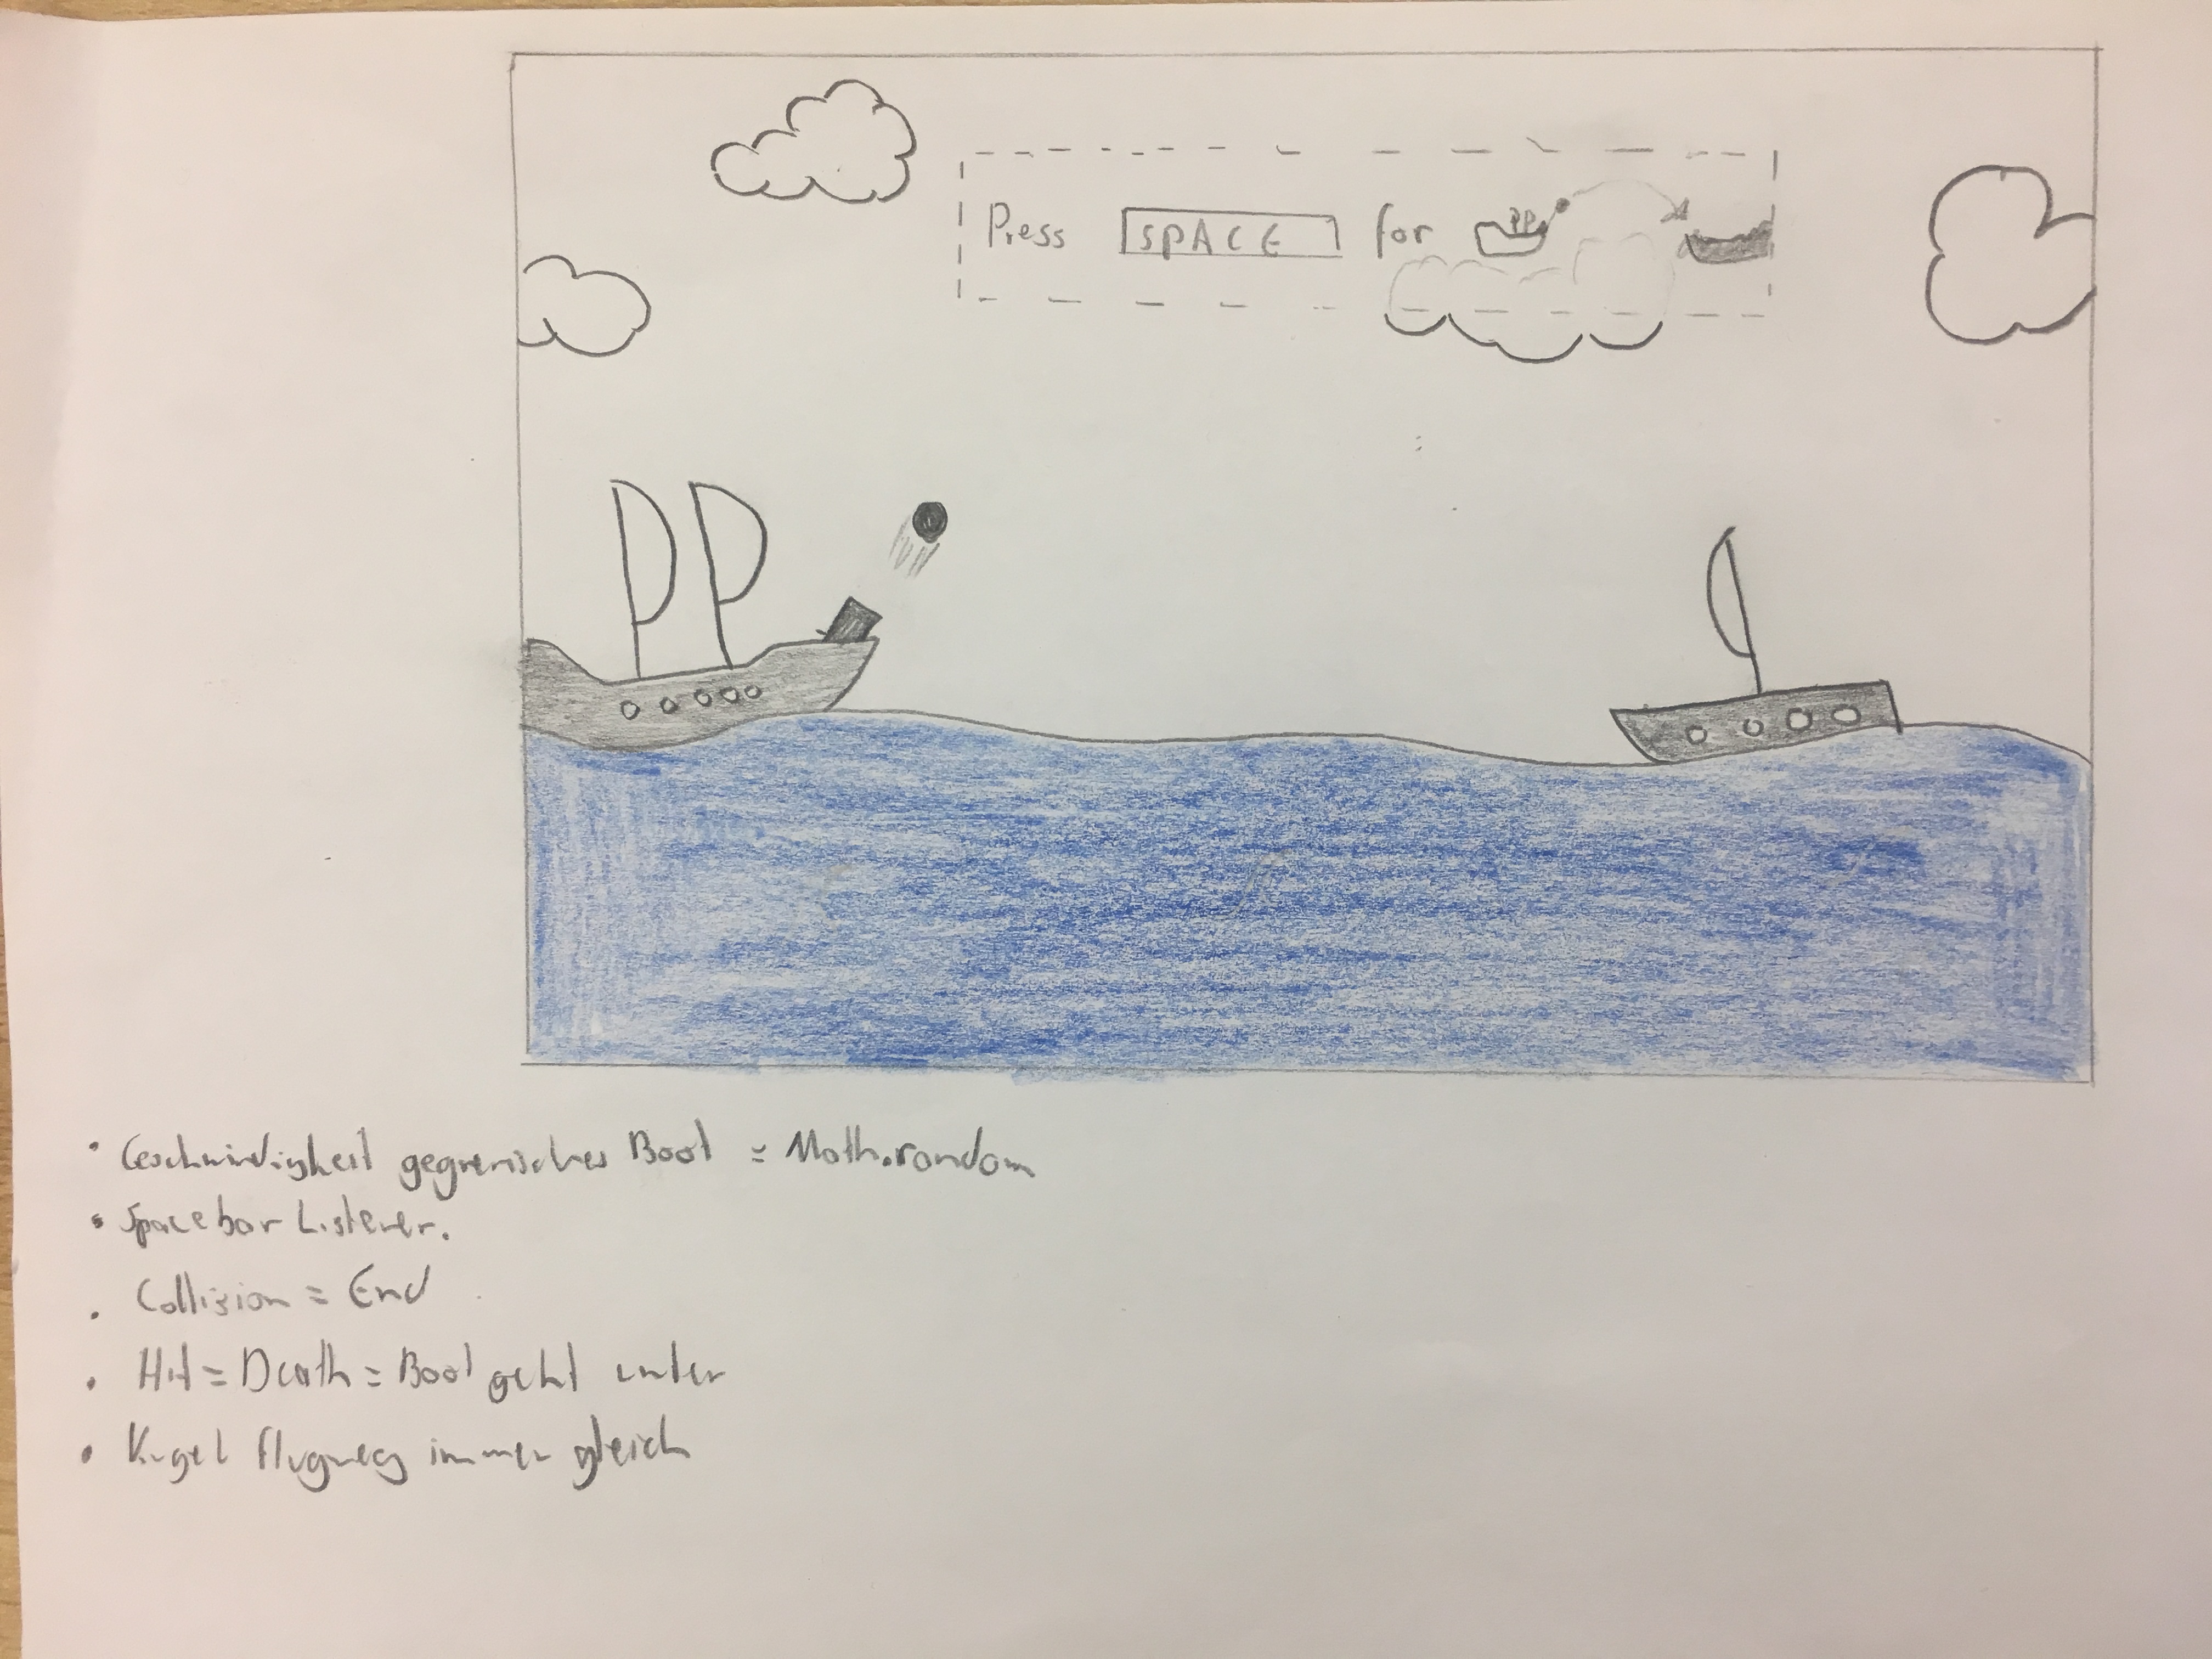 Press SPACE for
• Geschwindigkeit gegnerisches Boot = Math.random
• Spacebar Listener.
• Collision = End
• Hit = Death = Boot geht unter
• Kugel flugweg immer gleich